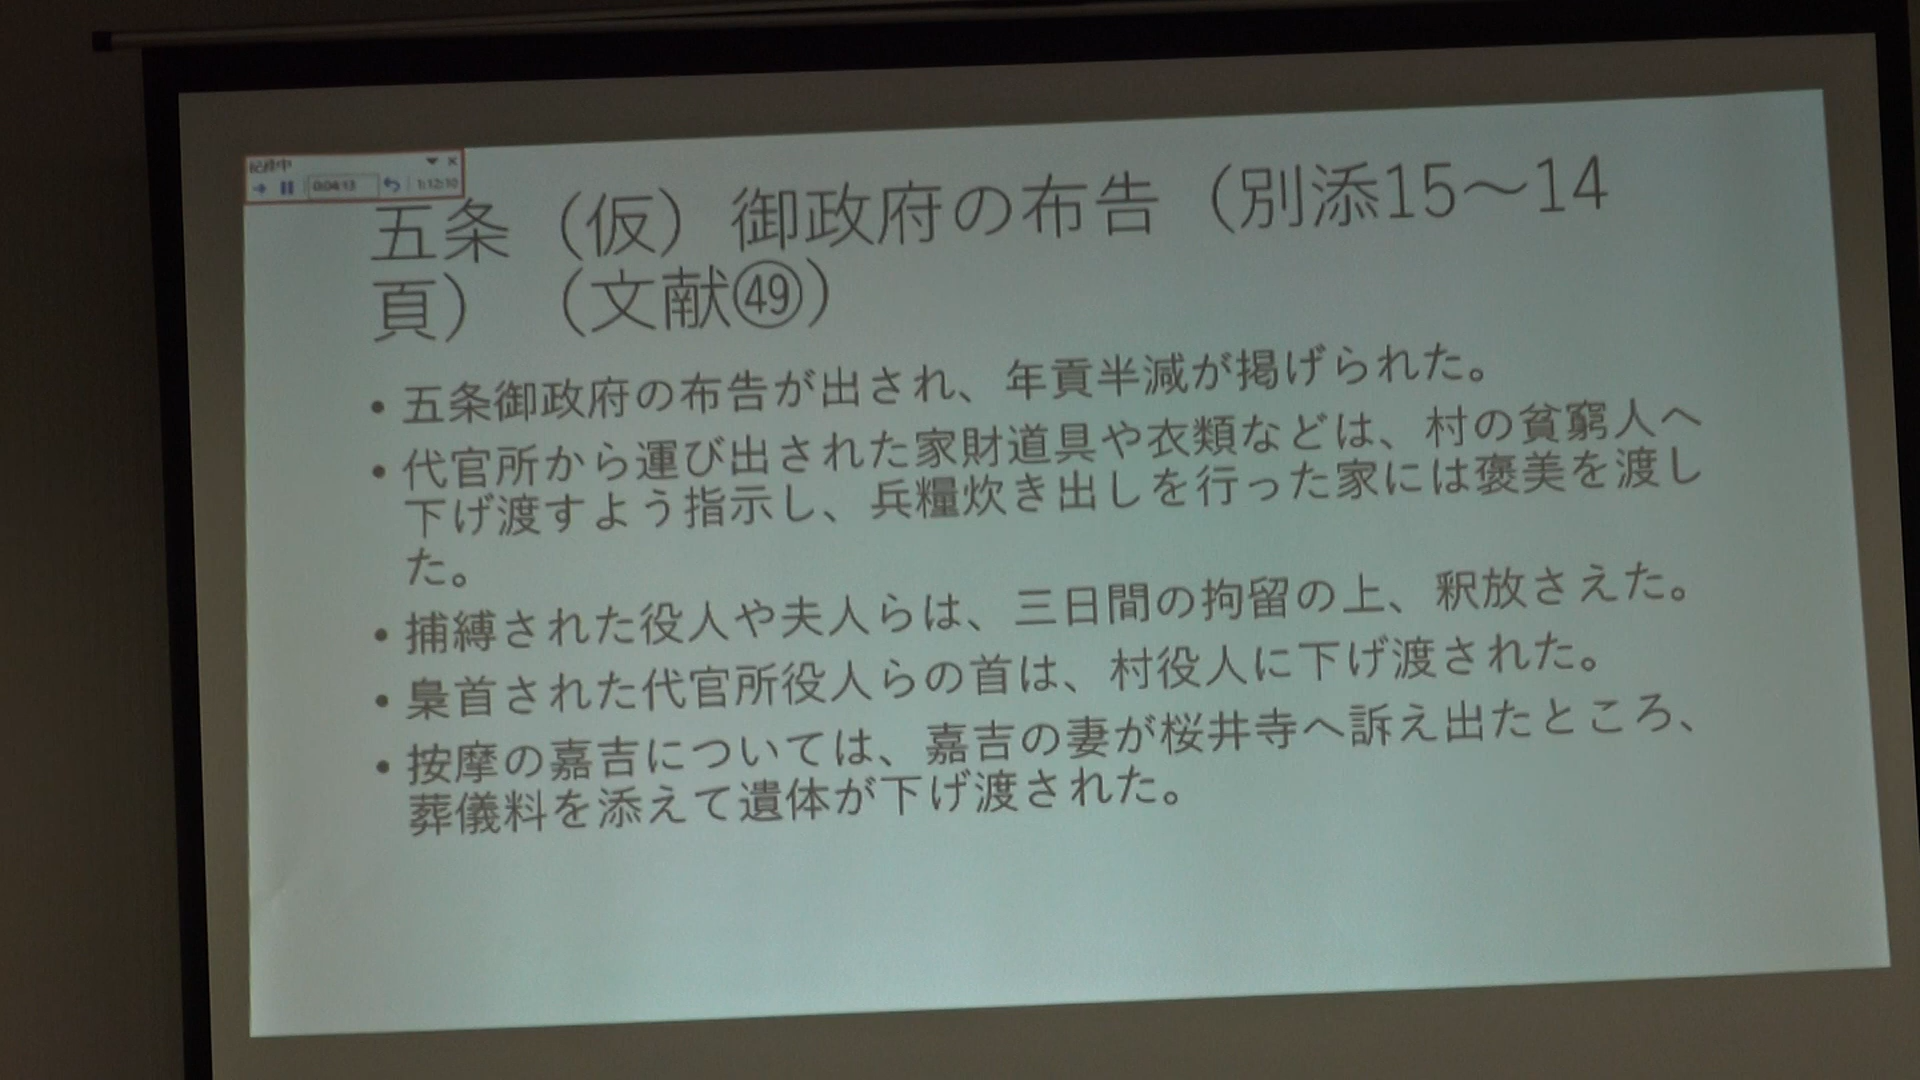 記録中
0:04:13
1:12:10
五条（仮）御政府の布告（別添15～14
頁）（文献㊾）
• 五条御政府の布告が出され、年貢半減が掲げられた。
• 代官所から運び出された家財道具や衣類などは、村の貧窮人へ
下げ渡すよう指示し、兵糧炊き出しを行った家には褒美を渡し
た。
• 捕縛された役人や夫人らは、三日間の拘留の上、釈放さえた。
• 梟首された代官所役人らの首は、村役人に下げ渡された。
• 按摩の嘉吉については、嘉吉の妻が桜井寺へ訴え出たところ、
葬儀料を添えて遺体が下げ渡された。